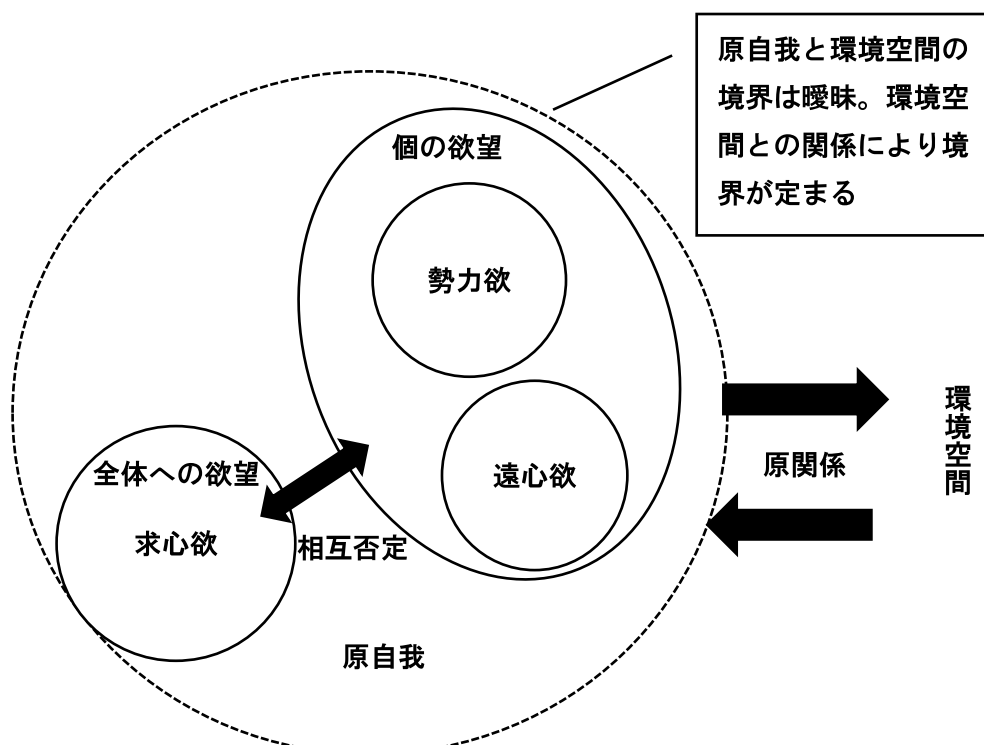 原自我と環境空間の
境界は曖昧。環境空
間との関係により境
界が定まる
個の欲望
勢力欲
環境空間
全体への欲望
遠心欲
原関係
求心欲
相互否定
原自我